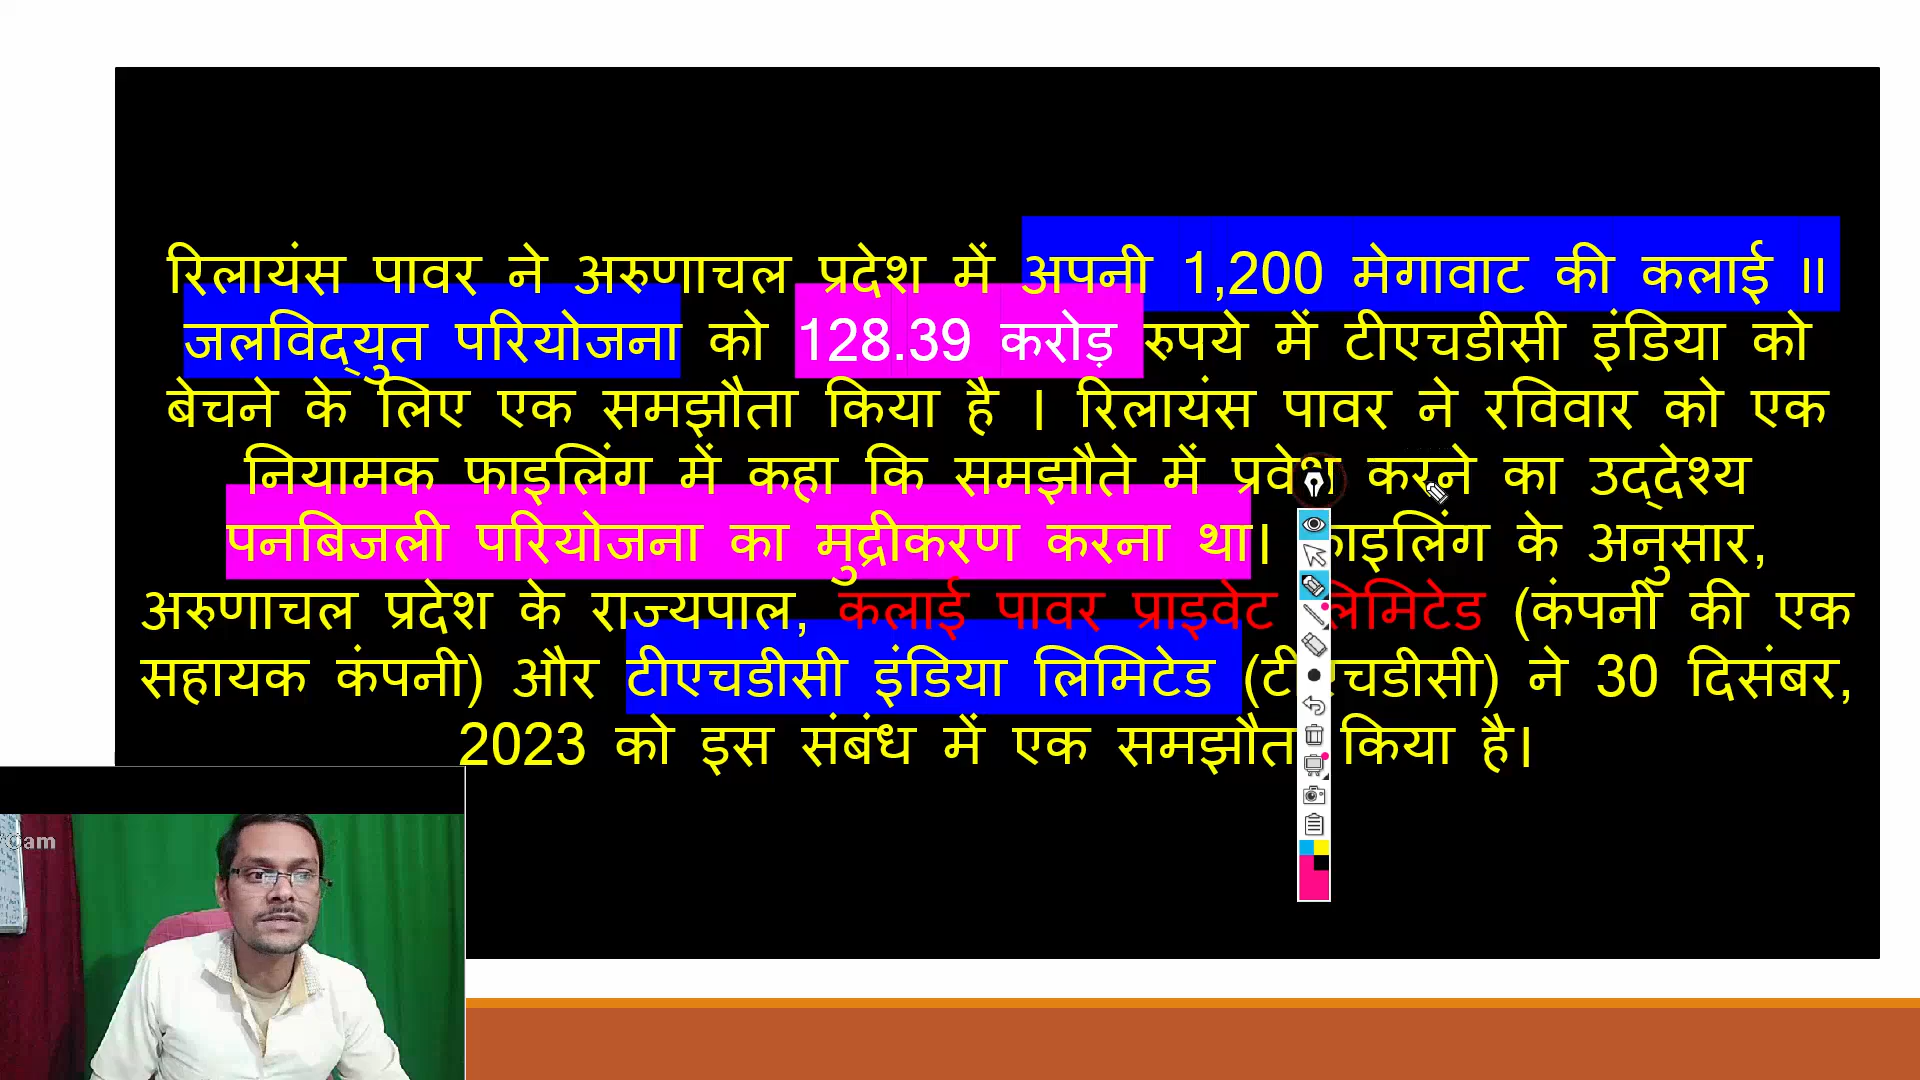 रिलायंस पावर ने अरुणाचल प्रदेश में अपनी 1,200 मेगावाट की कलाई ॥
जलविद्युत परियोजना को 128.39 करोड़ रुपये में टीएचडीसी इंडिया को
बेचने के लिए एक समझौता किया है । रिलायंस पावर ने रविवार को एक
नियामक फाइलिंग में कहा कि समझौते में प्रवेश करने का उद्देश्य
पनबिजली परियोजना का मुद्रीकरण करना था। फाइलिंग के अनुसार,
अरुणाचल प्रदेश के राज्यपाल, कलाई पावर प्राइवेट लिमिटेड (कंपनी की एक
सहायक कंपनी) और टीएचडीसी इंडिया लिमिटेड (टीएचडीसी) ने 30 दिसंबर,
2023 को इस संबंध में एक समझौता किया है।